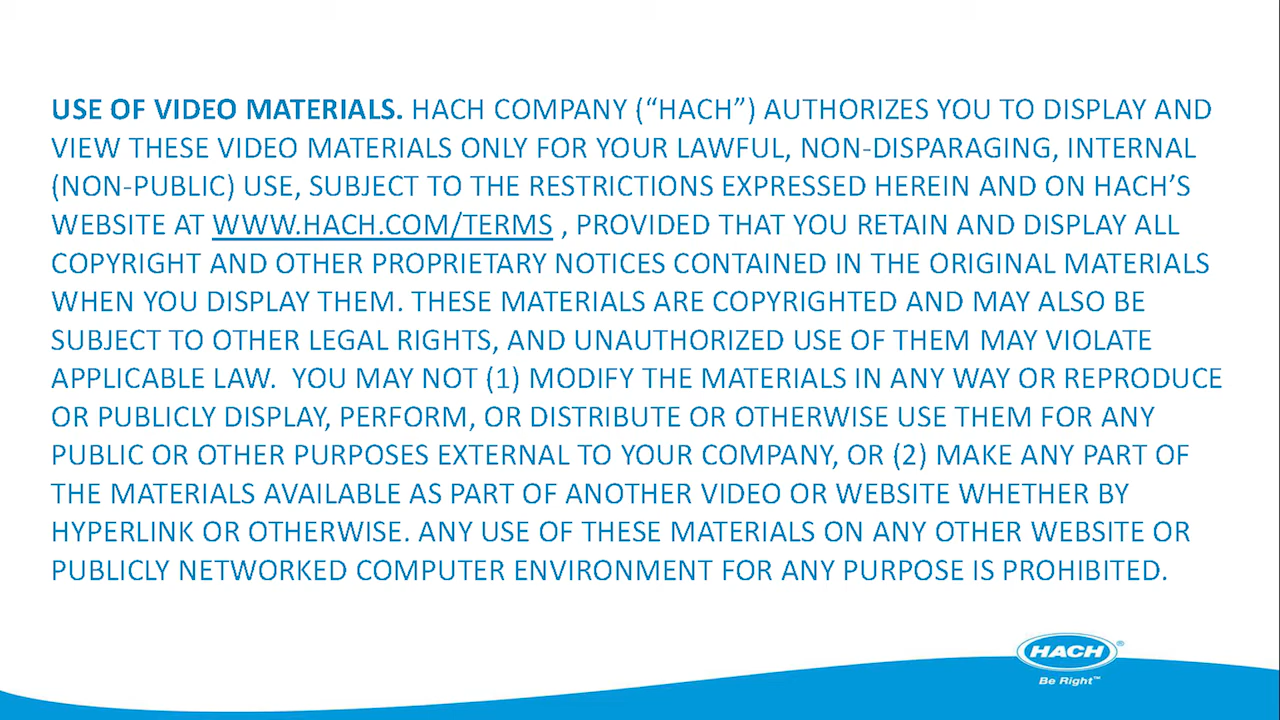 USE OF VIDEO MATERIALS. HACH COMPANY (“HACH”) AUTHORIZES YOU TO DISPLAY AND
VIEW THESE VIDEO MATERIALS ONLY FOR YOUR LAWFUL, NON-DISPARAGING, INTERNAL
(NON-PUBLIC) USE, SUBJECT TO THE RESTRICTIONS EXPRESSED HEREIN AND ON HACH’S
WEBSITE AT WWW.HACH.COM/TERMS , PROVIDED THAT YOU RETAIN AND DISPLAY ALL
COPYRIGHT AND OTHER PROPRIETARY NOTICES CONTAINED IN THE ORIGINAL MATERIALS
WHEN YOU DISPLAY THEM. THESE MATERIALS ARE COPYRIGHTED AND MAY ALSO BE
SUBJECT TO OTHER LEGAL RIGHTS, AND UNAUTHORIZED USE OF THEM MAY VIOLATE
APPLICABLE LAW.  YOU MAY NOT (1) MODIFY THE MATERIALS IN ANY WAY OR REPRODUCE
OR PUBLICLY DISPLAY, PERFORM, OR DISTRIBUTE OR OTHERWISE USE THEM FOR ANY
PUBLIC OR OTHER PURPOSES EXTERNAL TO YOUR COMPANY, OR (2) MAKE ANY PART OF
THE MATERIALS AVAILABLE AS PART OF ANOTHER VIDEO OR WEBSITE WHETHER BY
HYPERLINK OR OTHERWISE. ANY USE OF THESE MATERIALS ON ANY OTHER WEBSITE OR
PUBLICLY NETWORKED COMPUTER ENVIRONMENT FOR ANY PURPOSE IS PROHIBITED.
HACH®
Be Right™